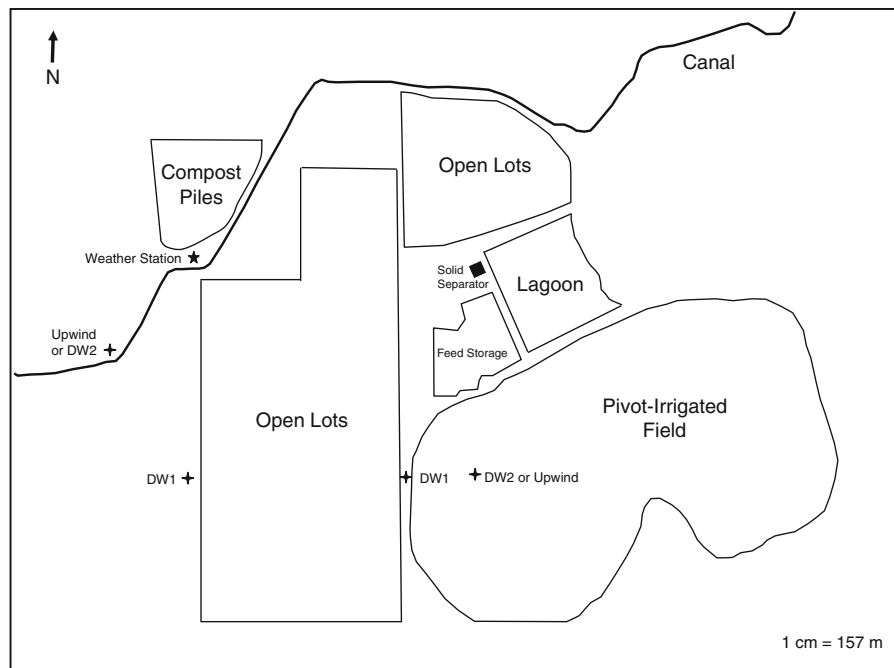 N
Canal
Compost
Piles
Open Lots
Weather Station
Solid
Separator
Lagoon
Upwind
or DW2
Feed Storage
Open Lots
Pivot-Irrigated
Field
DW1
DW1
DW2 or Upwind
1 cm = 157 m